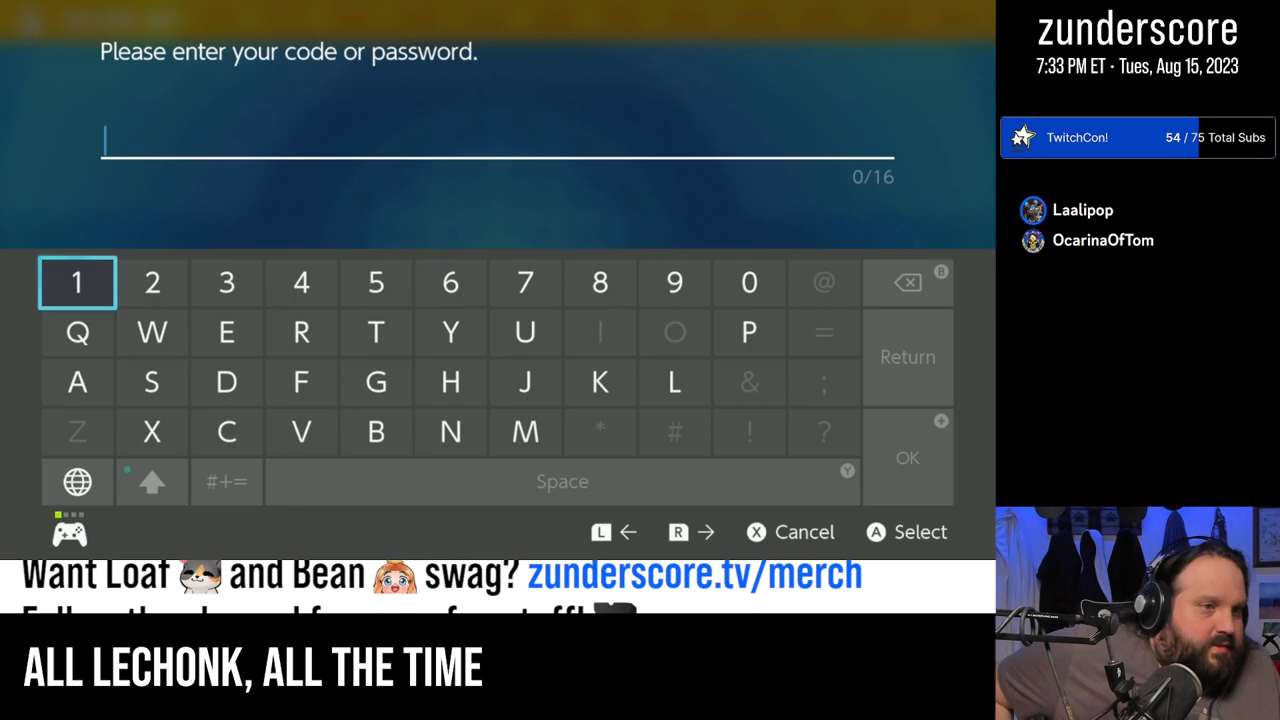 Please enter your code or password.
0/16
1 2 3 4 5 6 7 8 9 0 @
Q W E R T Y U I O P =
Return
A S D F G H J K L & ;
Z X C V B N M * # ! ?
OK
#+= Space
L ← R → X Cancel A Select
Want Loaf and Bean swag? zunderscore.tv/merch
ALL LECHONK, ALL THE TIME
zunderscore
7:33 PM ET · Tues, Aug 15, 2023
TwitchCon! 54 / 75 Total Subs
Laalipop
OcarinaOfTom